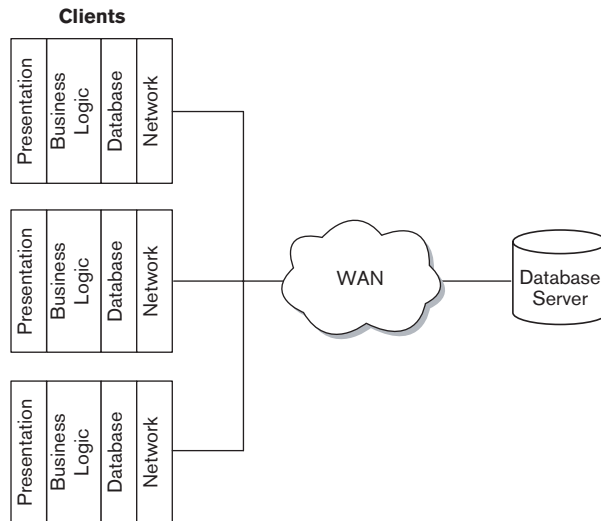 Clients
Presentation
Business
Logic
Database
Network
Presentation
Business
Logic
Database
Network
Presentation
Business
Logic
Database
Network
WAN
Database
Server